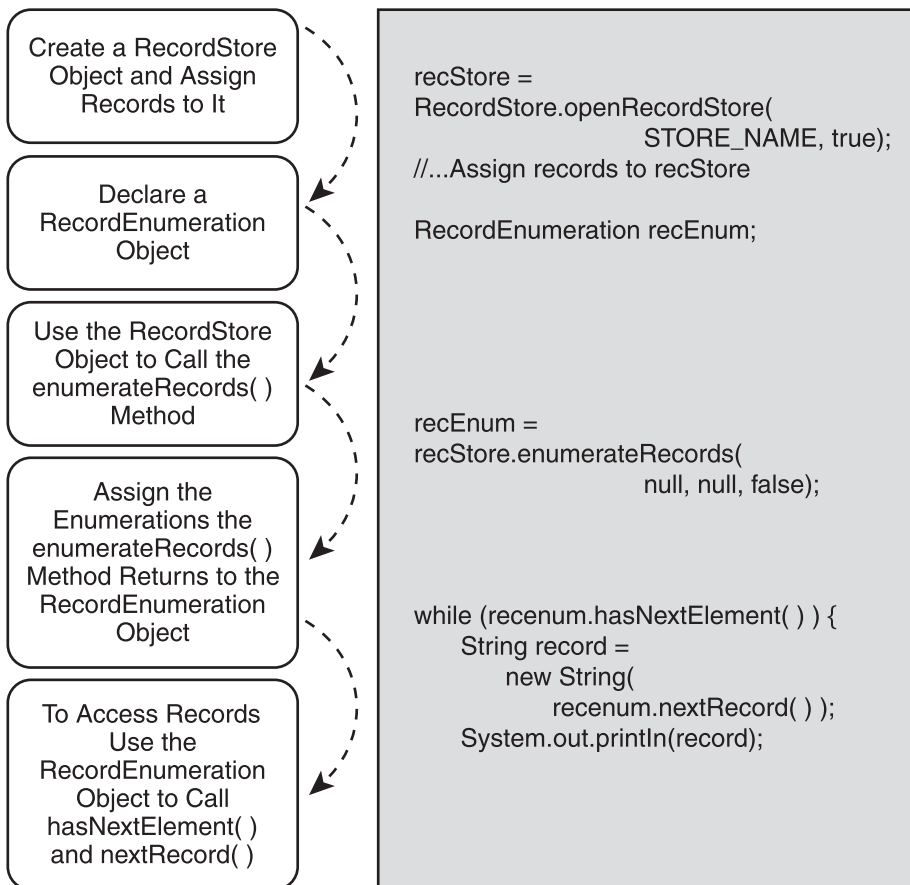 Create a RecordStore
Object and Assign
Records to It
Declare a
RecordEnumeration
Object
Use the RecordStore
Object to Call the
enumerateRecords( )
Method
Assign the
Enumerations the
enumerateRecords( )
Method Returns to the
RecordEnumeration
Object
To Access Records
Use the
RecordEnumeration
Object to Call
hasNextElement( )
and nextRecord( )
recStore =
RecordStore.openRecordStore(
STORE_NAME, true);
//...Assign records to recStore
RecordEnumeration recEnum;
recEnum =
recStore.enumerateRecords(
null, null, false);
while (recenum.hasNextElement( ) ) {
String record =
new String(
recenum.nextRecord( ) );
System.out.println(record);